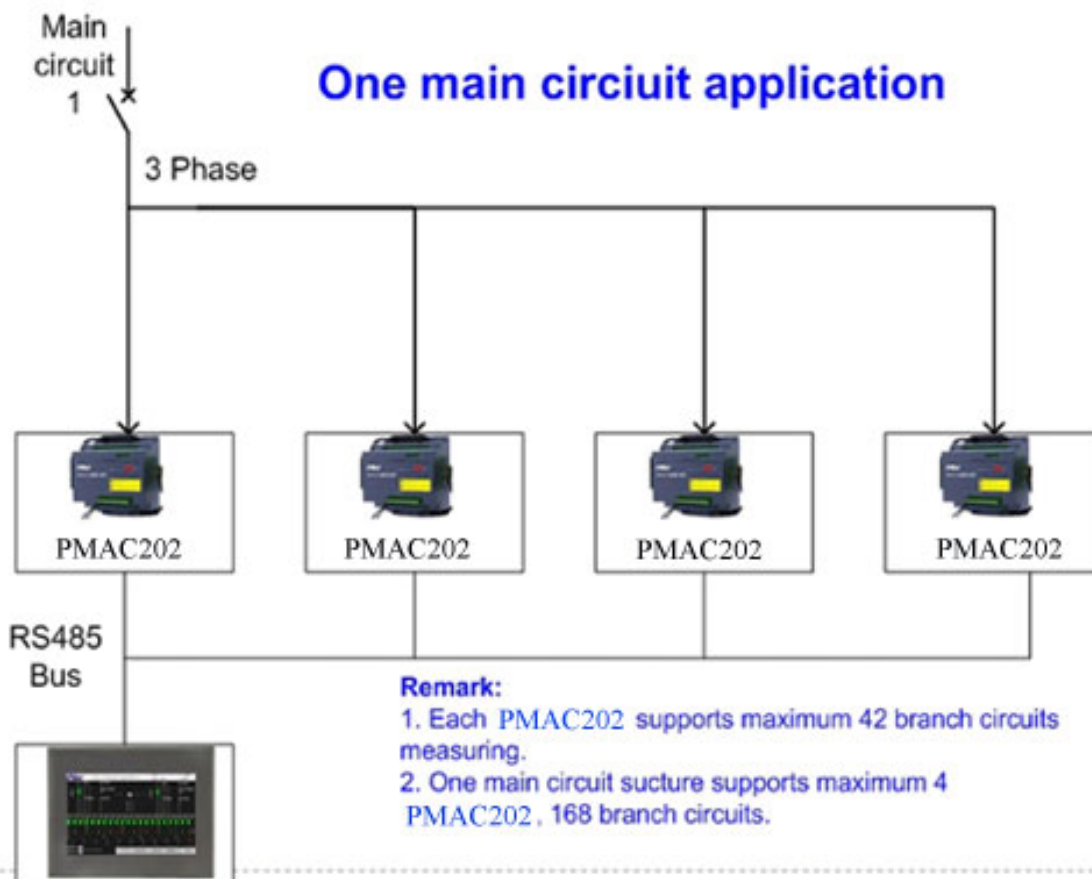 Main
circuit
1
One main circiuit application
3 Phase
PMAC202
PMAC202
PMAC202
PMAC202
RS485
Bus
Remark:
1. Each PMAC202 supports maximum 42 branch circuits
measuring.
2. One main circuit sucture supports maximum 4
PMAC202, 168 branch circuits.